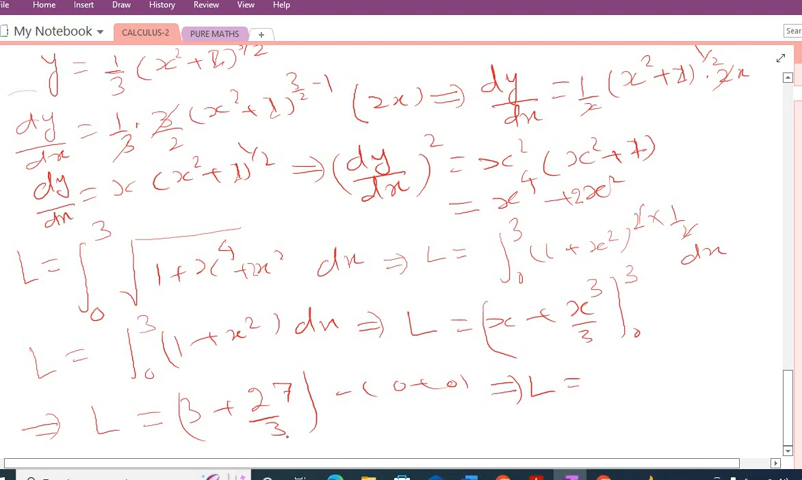 File Home Insert Draw History Review View Help
My Notebook CALCULUS-2 PURE MATHS + Sear
y = 1/3 (x² + 2)^3/2
dy/dx = 1/3 · 3/2 (x² + 2)^3/2 - 1 (2x) ⇒ dy/dx = 1/2 (x² + 2)^1/2 · 2x
dy/dx = x (x² + 2)^1/2 ⇒ (dy/dx)² = x² (x² + 2)
= x⁴ + 2x²
L = ∫₀³ √1 + x⁴ + 2x² dx ⇒ L = ∫₀³ (1 + x²)^2 × 1/2 dx
L = ∫₀³ (1 + x²) dx ⇒ L = (x + x³/3)₀³
⇒ L = (3 + 27/3) - (0 + 0) ⇒ L =